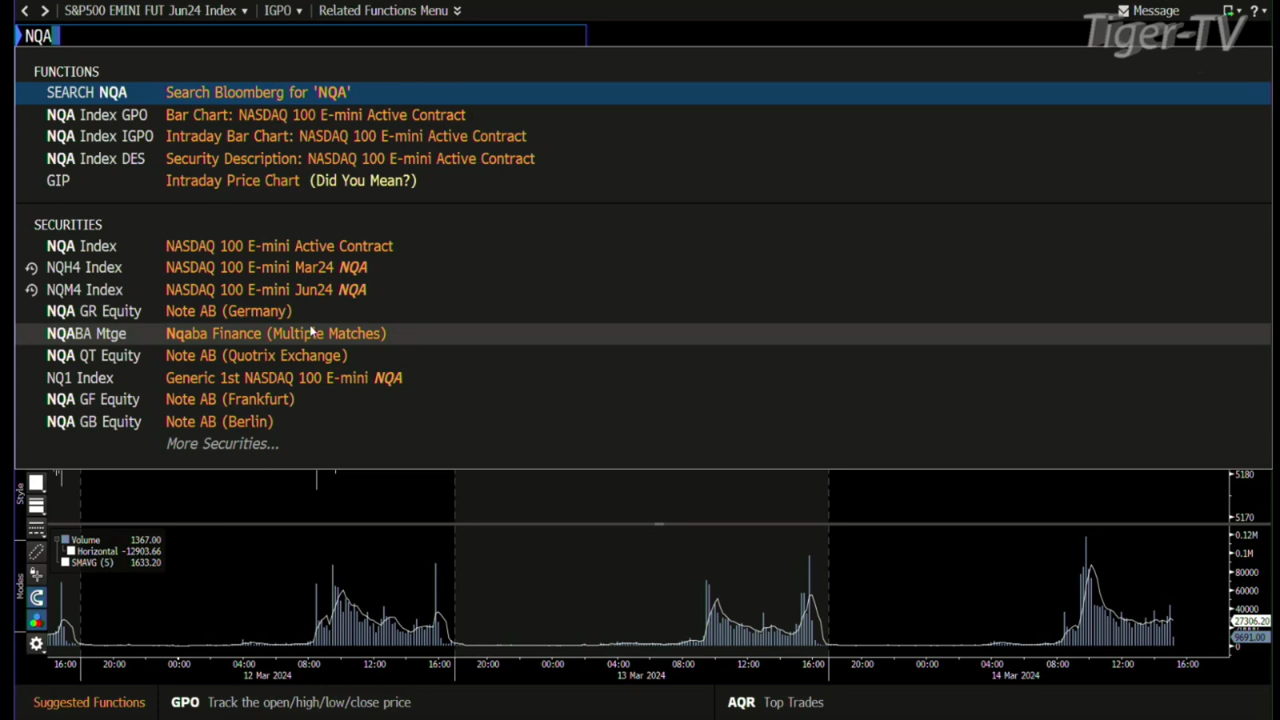 S&P500 EMINI FUT Jun24 Index IGPO Related Functions Menu Message ?
Tiger-TV
NQA
FUNCTIONS
SEARCH NQA Search Bloomberg for 'NQA'
NQA Index GPO Bar Chart: NASDAQ 100 E-mini Active Contract
NQA Index IGPO Intraday Bar Chart: NASDAQ 100 E-mini Active Contract
NQA Index DES Security Description: NASDAQ 100 E-mini Active Contract
GIP Intraday Price Chart (Did You Mean?)
SECURITIES
NQA Index NASDAQ 100 E-mini Active Contract
NQH4 Index NASDAQ 100 E-mini Mar24 NQA
NQM4 Index NASDAQ 100 E-mini Jun24 NQA
NQA GR Equity Note AB (Germany)
NQABA Mtge Nqaba Finance (Multiple Matches)
NQA QT Equity Note AB (Quotrix Exchange)
NQ1 Index Generic 1st NASDAQ 100 E-mini NQA
NQA GF Equity Note AB (Frankfurt)
NQA GB Equity Note AB (Berlin)
More Securities...
Style
Modes
5180
5170
Volume 1367.00
Horizontal -12903.66
SMAVG (5) 1633.20
0.12M
0.1M
80000
60000
40000
27306.20
9691.00
0
16:00 20:00 00:00 04:00 08:00 12:00 16:00 20:00 00:00 04:00 08:00 12:00 16:00 20:00 00:00 04:00 08:00 12:00 16:00
12 Mar 2024 13 Mar 2024 14 Mar 2024
Suggested Functions GPO Track the open/high/low/close price AQR Top Trades